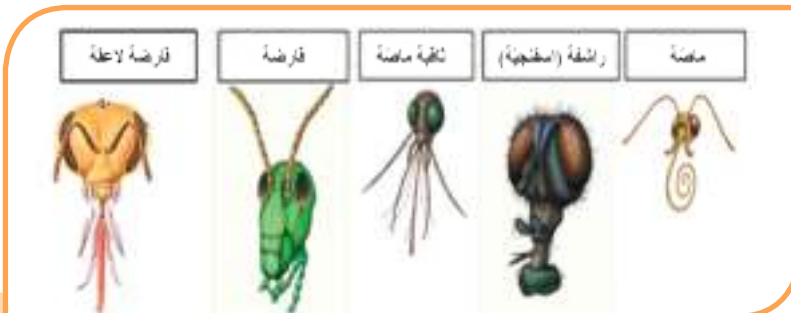 ماصة
راشفة (اسفنجية)
ثاقبة ماصة
قارضة
قارضة لاعقة